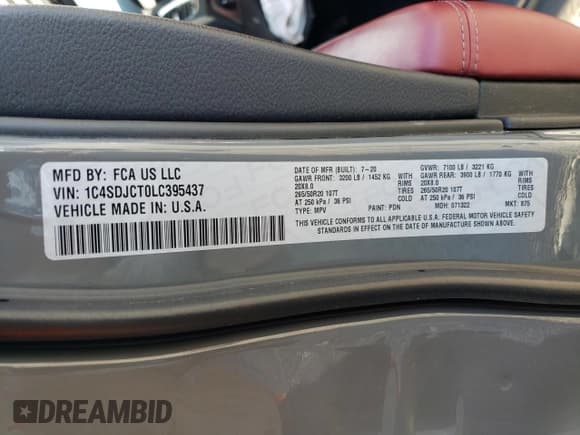 MFD BY: FCA US LLC
VIN: 1C4SDJCT0LC395437
VEHICLE MADE IN: U.S.A.
DATE OF MFR (BUILT): 7-20
GAWR FRONT: 3200 LB / 1452 KG
20X8.0 RIMS
265/50R20 107T TIRES
AT 250 kPa / 36 PSI COLD
TYPE: MPV PAINT: PDN
GVWR: 7100 LB / 3221 KG
GAWR REAR: 3900 LB / 1770 KG
20X8.0 RIMS
265/50R20 107T TIRES
AT 250 kPa / 36 PSI COLD
MDH: 071322 MKT: 875
THIS VEHICLE CONFORMS TO ALL APPLICABLE U.S.A. FEDERAL MOTOR VEHICLE SAFETY
STANDARDS IN EFFECT ON THE DATE OF MANUFACTURE SHOWN ABOVE.
DREAMBID